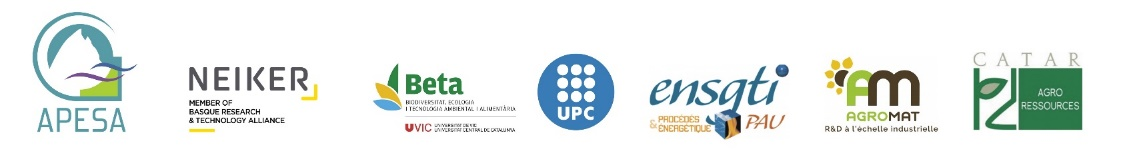 APESA
NEIKER
MEMBER OF
BASQUE RESEARCH
& TECHNOLOGY ALLIANCE
Beta
BIODIVERSITAT, ECOLOGIA
I TECNOLOGIA AMBIENTAL I ALIMENTÀRIA
UVIC UNIVERSITAT DE VIC
UNIVERSITAT CENTRAL DE CATALUNYA
UPC
ensgti
PROCÉDÉS
& ÉNERGÉTIQUE
PAU
AM
AGROMAT
R&D à l'échelle industrielle
CATAR
AGRO
RESSOURCES